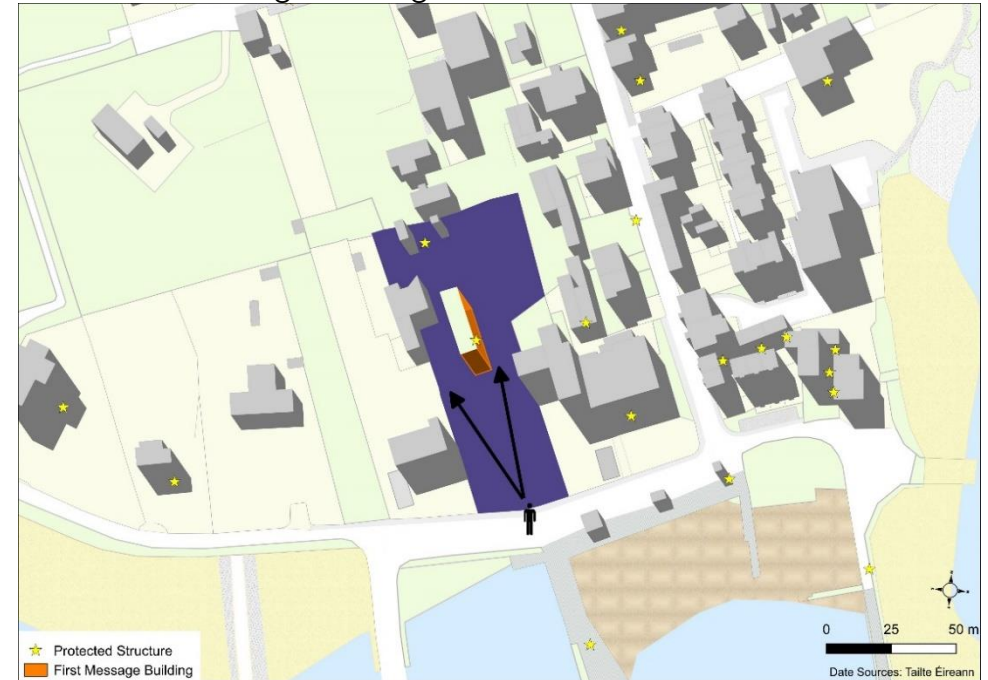 Protected Structure
First Message Building
0 25 50 m
Date Sources: Tailte Éireann